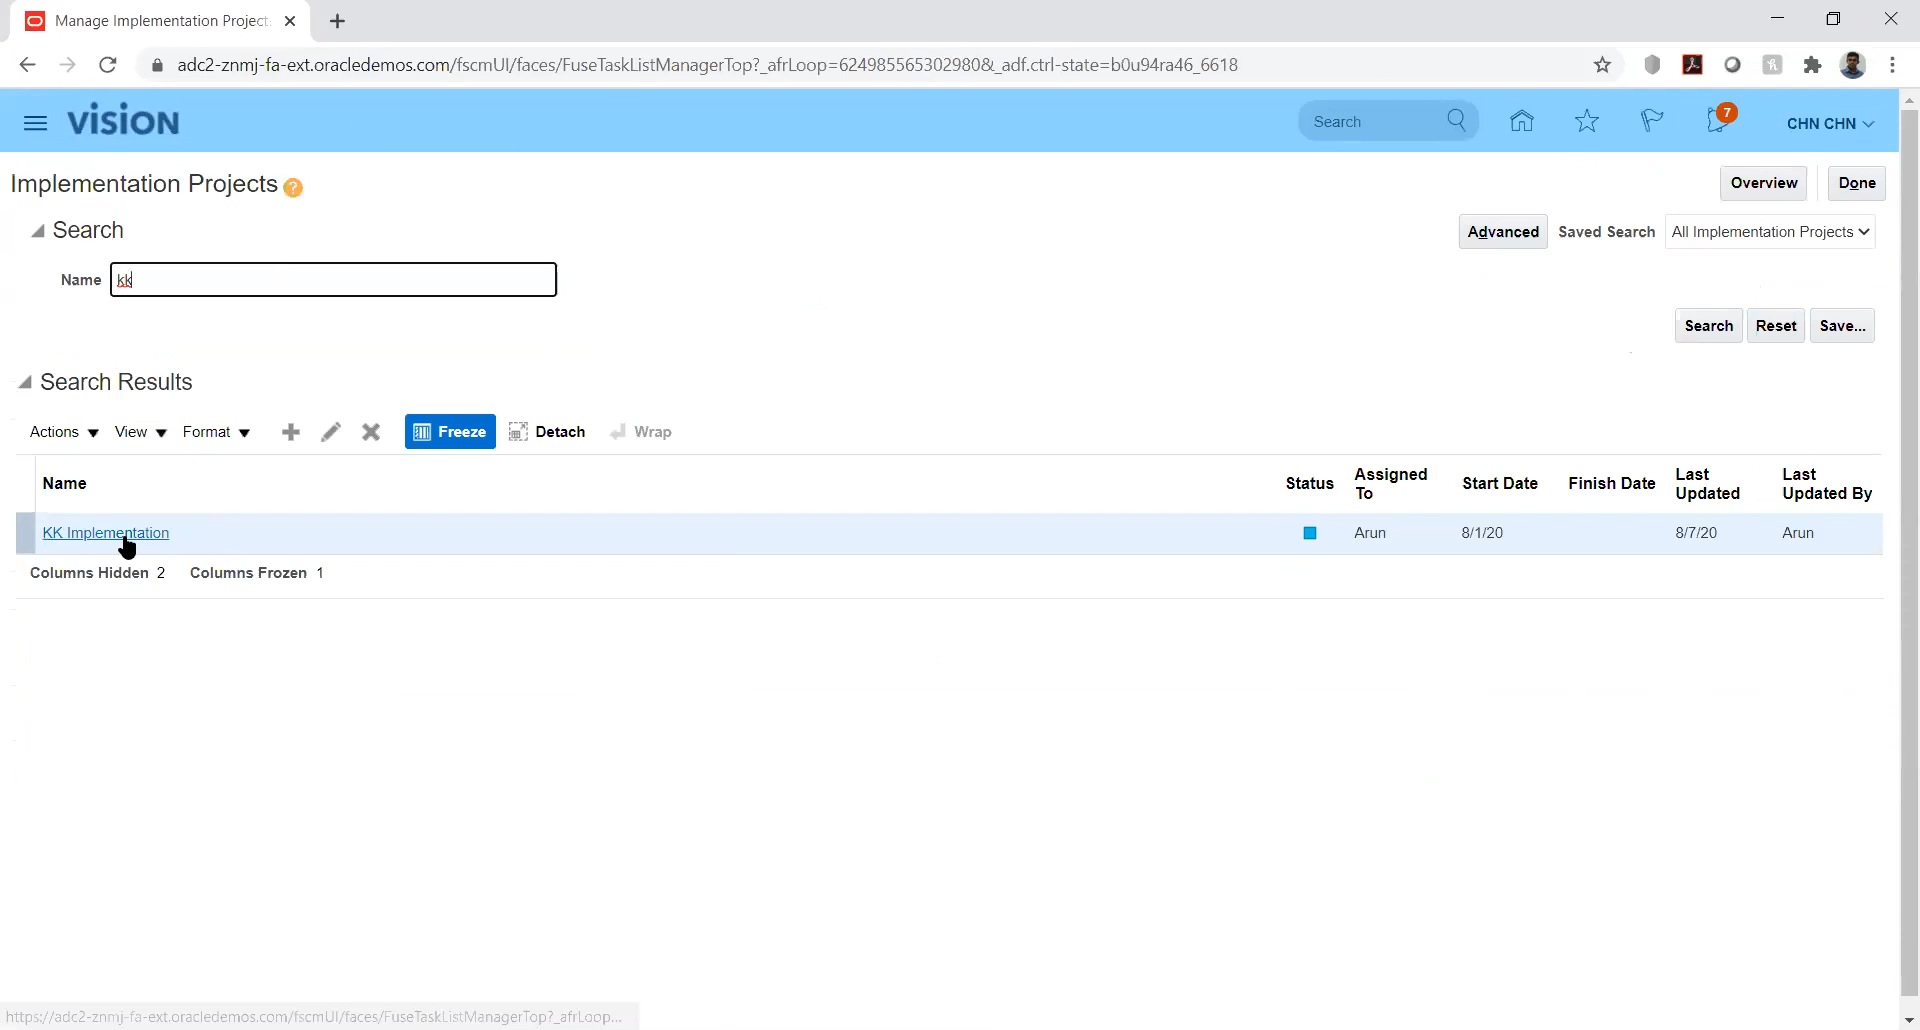 Manage Implementation Project
adc2-znmj-fa-ext.oracledemos.com/fscmUI/faces/FuseTaskListManagerTop?_afrLoop=62498556530298​0&_adf.ctrl-state=b0u94ra46_6618
VISION
Search
7
CHN CHN
Implementation Projects ?
Overview
Done
Search
Advanced
Saved Search
All Implementation Projects
Name kk
Search
Reset
Save...
Search Results
Actions
View
Format
Freeze
Detach
Wrap
Name
Status
Assigned To
Start Date
Finish Date
Last Updated
Last Updated By
KK Implementation
Arun
8/1/20
8/7/20
Arun
Columns Hidden 2
Columns Frozen 1
https://adc2-znmj-fa-ext.oracledemos.com/fscmUI/faces/FuseTaskListManagerTop?_afrLoop...